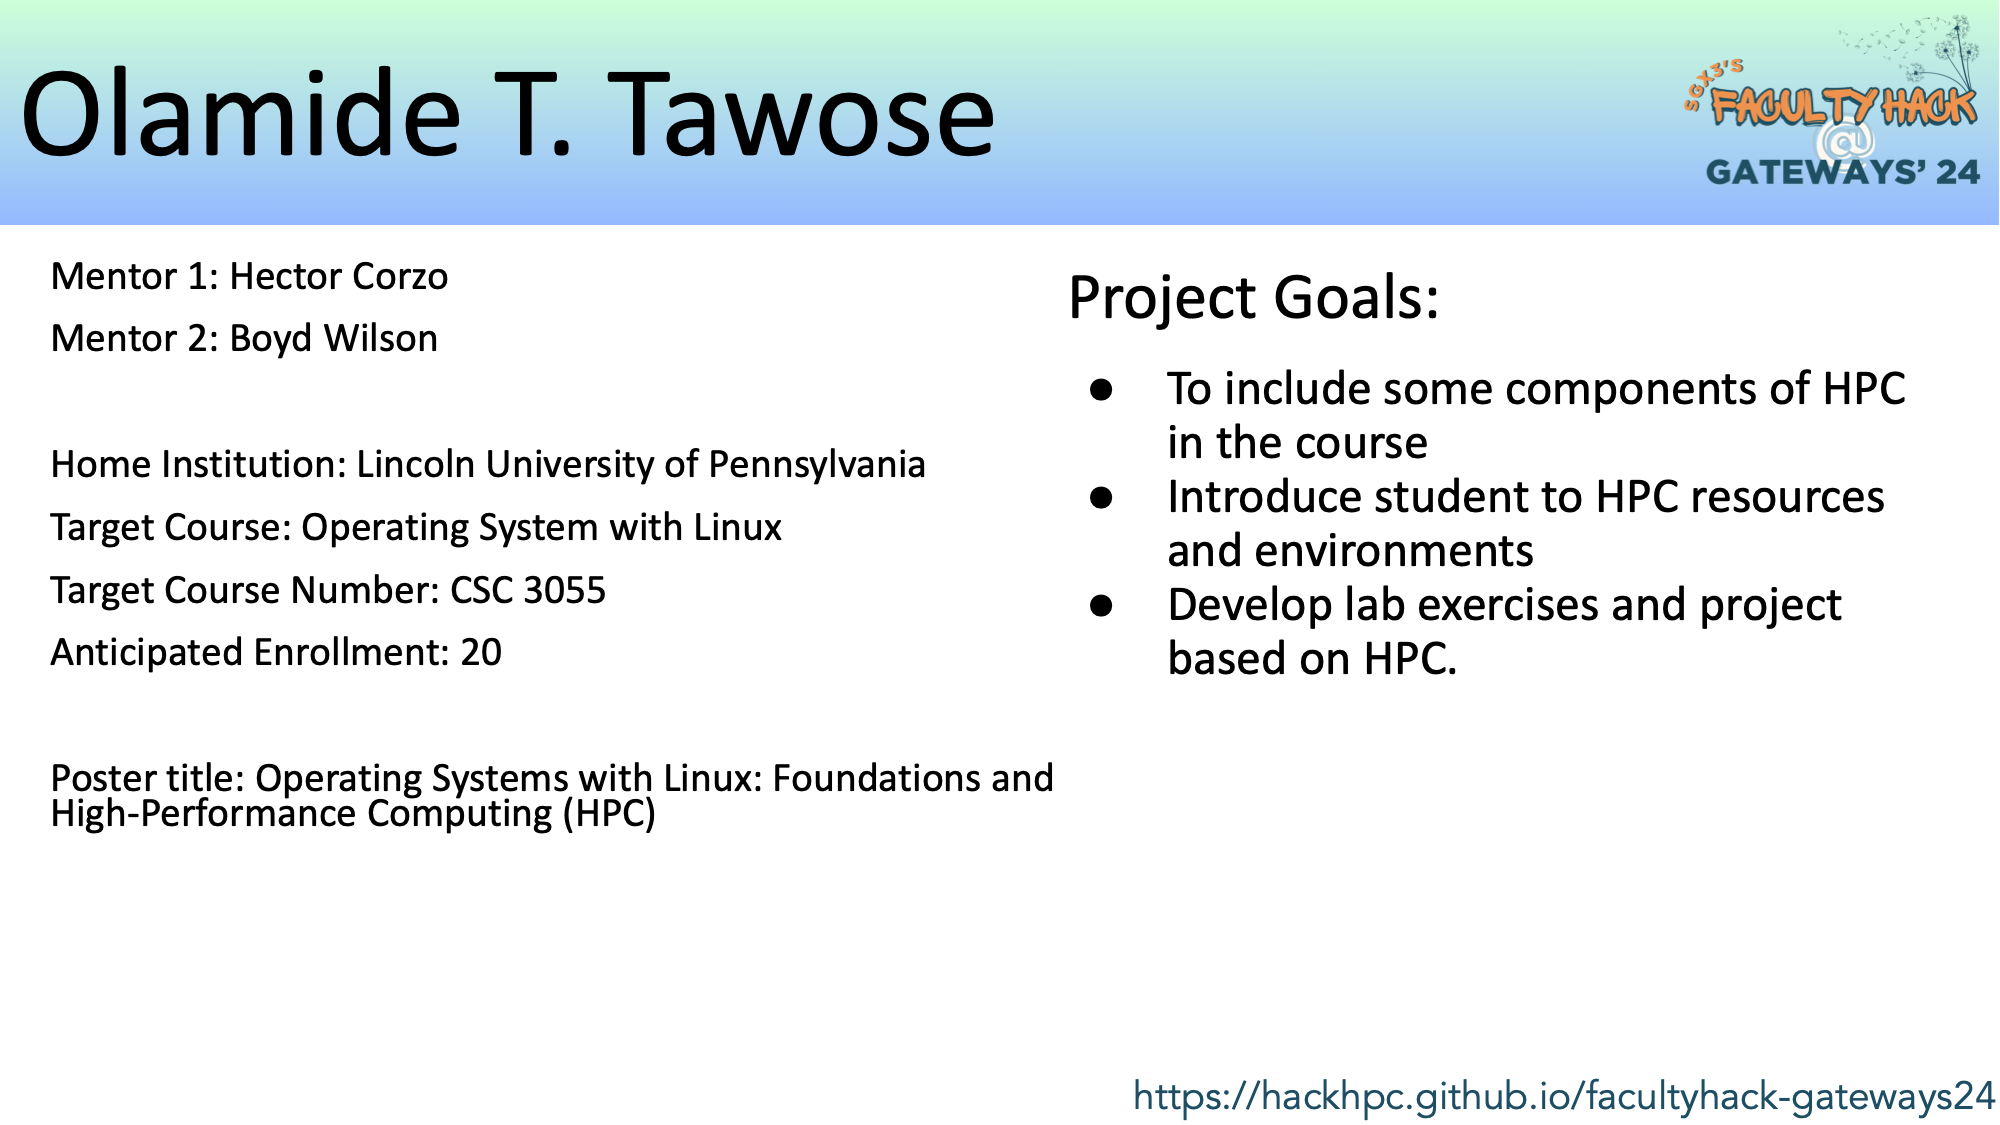 Olamide T. Tawose
SGX3'S
FACULTY HACK
@
GATEWAYS' 24
Mentor 1: Hector Corzo
Mentor 2: Boyd Wilson
Home Institution: Lincoln University of Pennsylvania
Target Course: Operating System with Linux
Target Course Number: CSC 3055
Anticipated Enrollment: 20
Poster title: Operating Systems with Linux: Foundations and
High-Performance Computing (HPC)
Project Goals:
● To include some components of HPC
in the course
● Introduce student to HPC resources
and environments
● Develop lab exercises and project
based on HPC.
https://hackhpc.github.io/facultyhack-gateways24